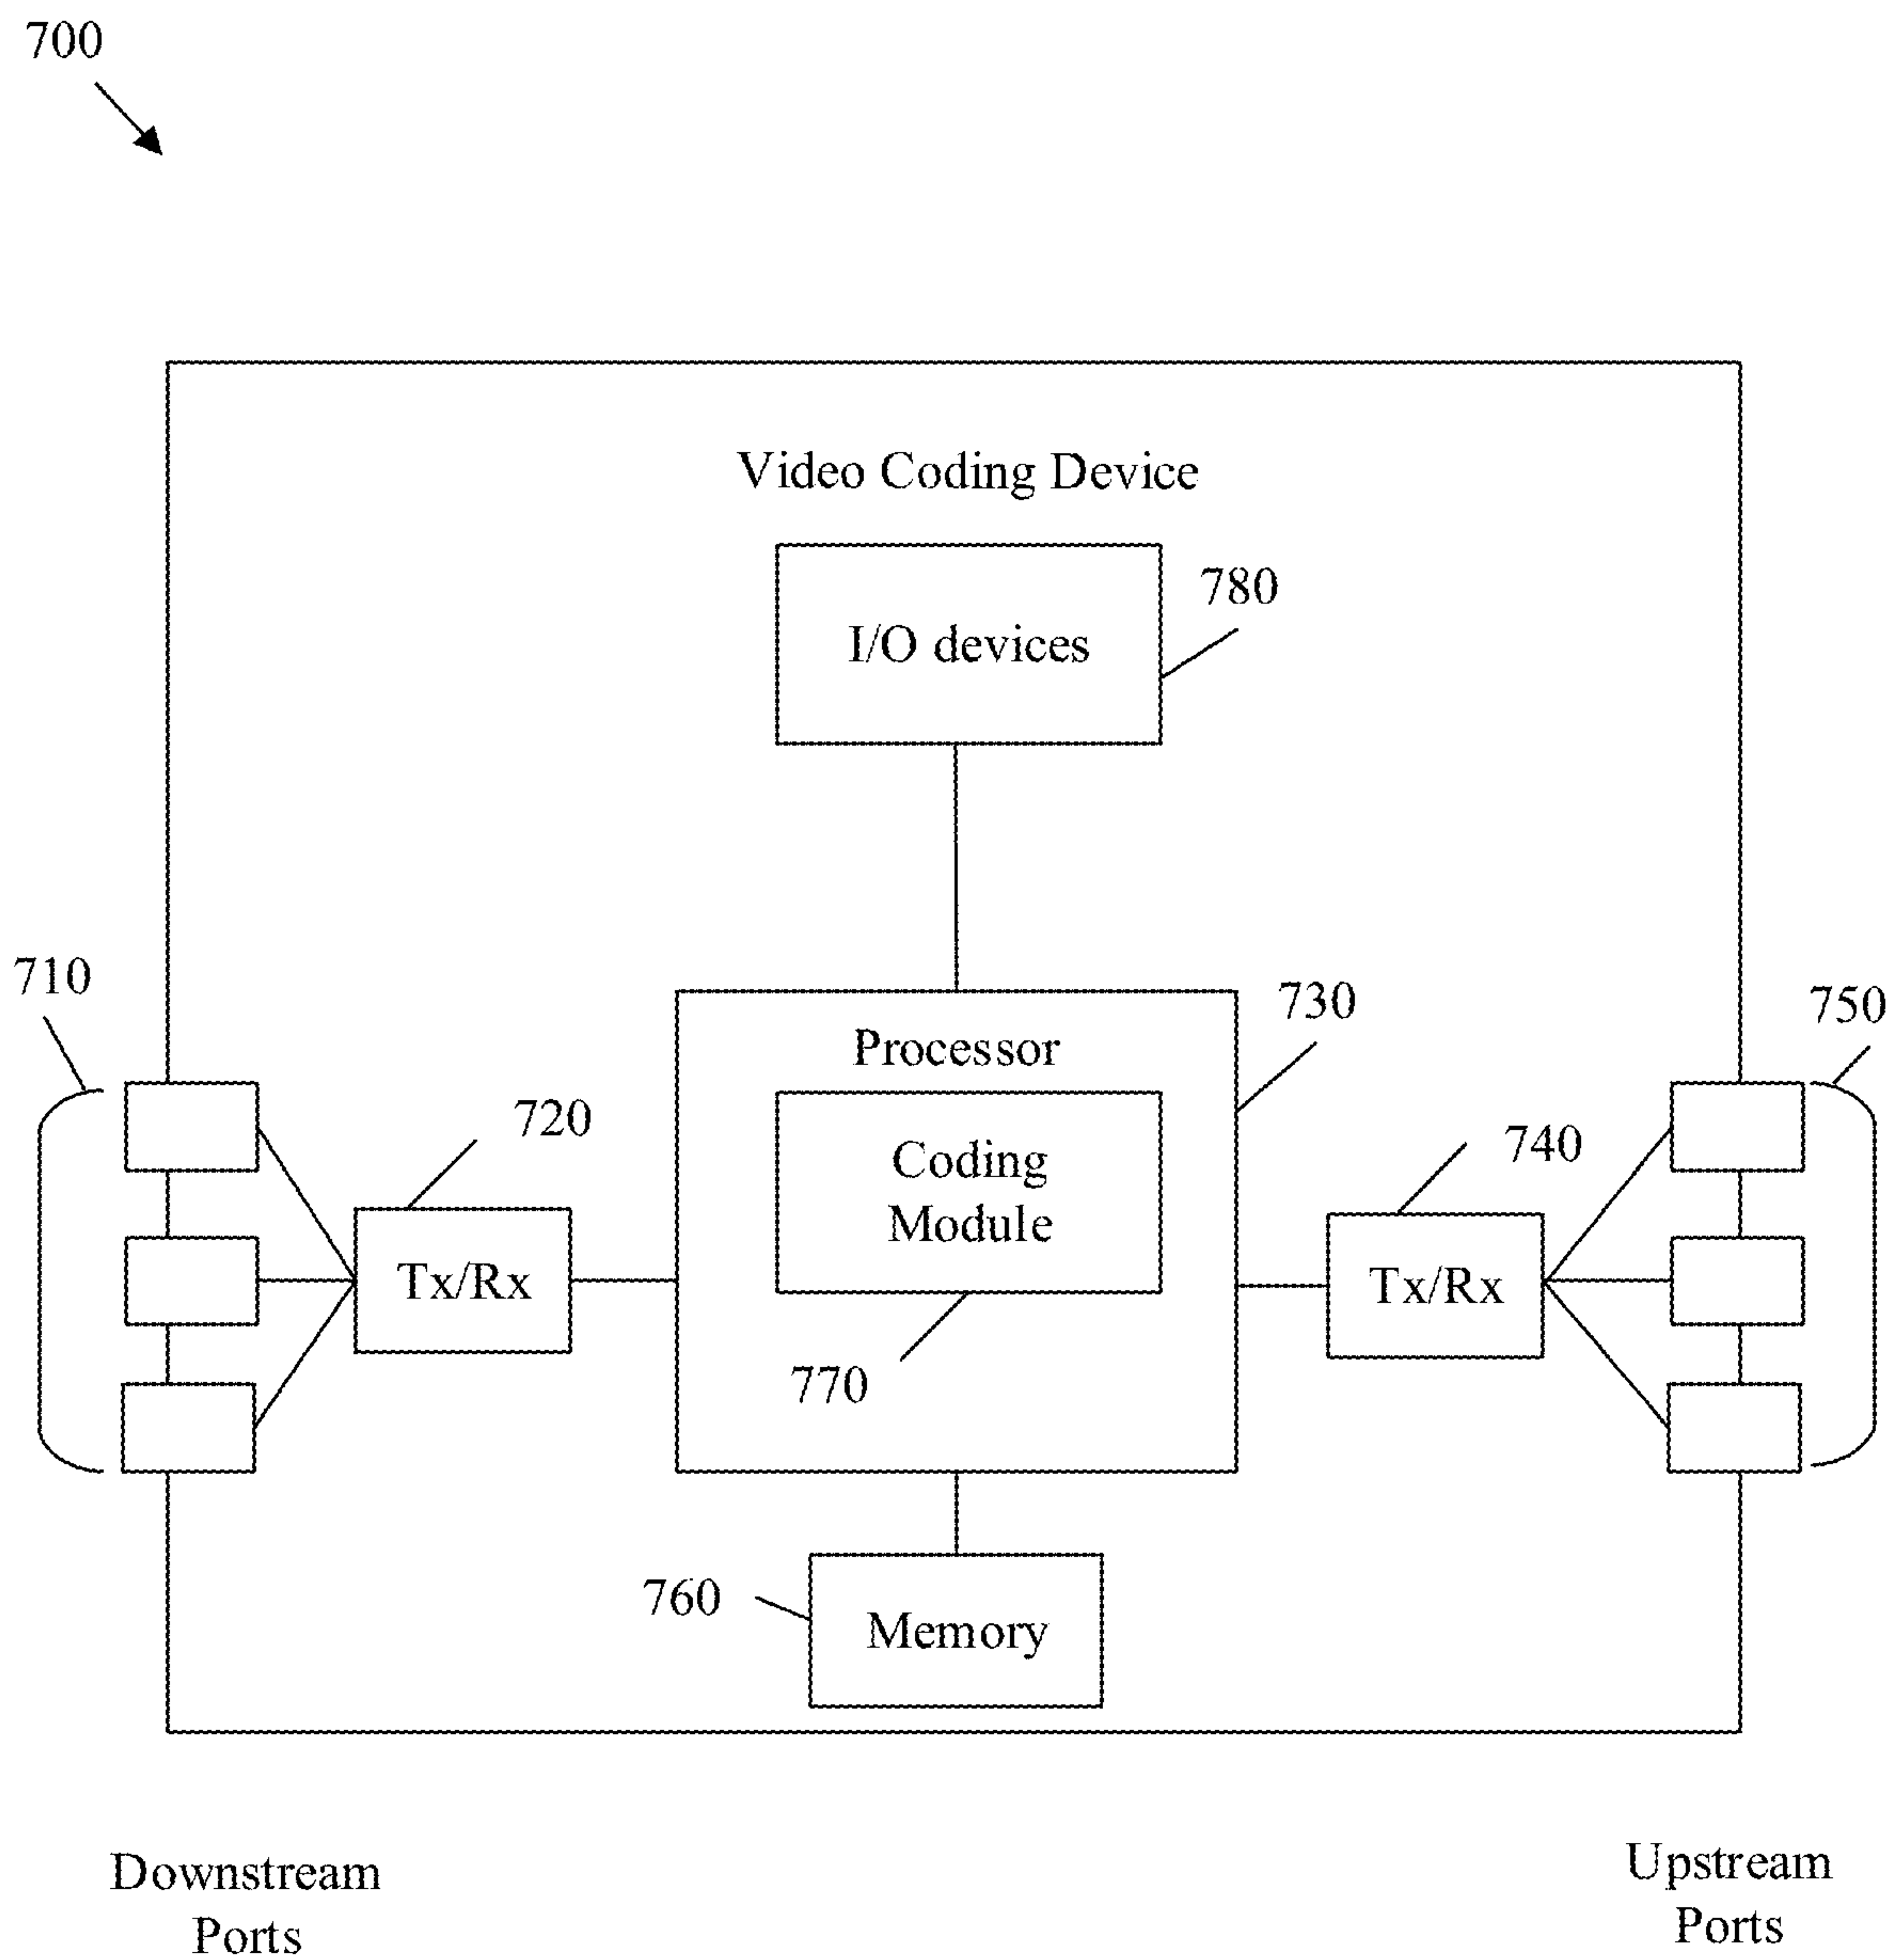 700
Video Coding Device
780
I/O devices
710
730
750
Processor
720
Coding
Module
740
Tx/Rx
Tx/Rx
770
760
Memory
Downstream
Ports
Upstream
Ports